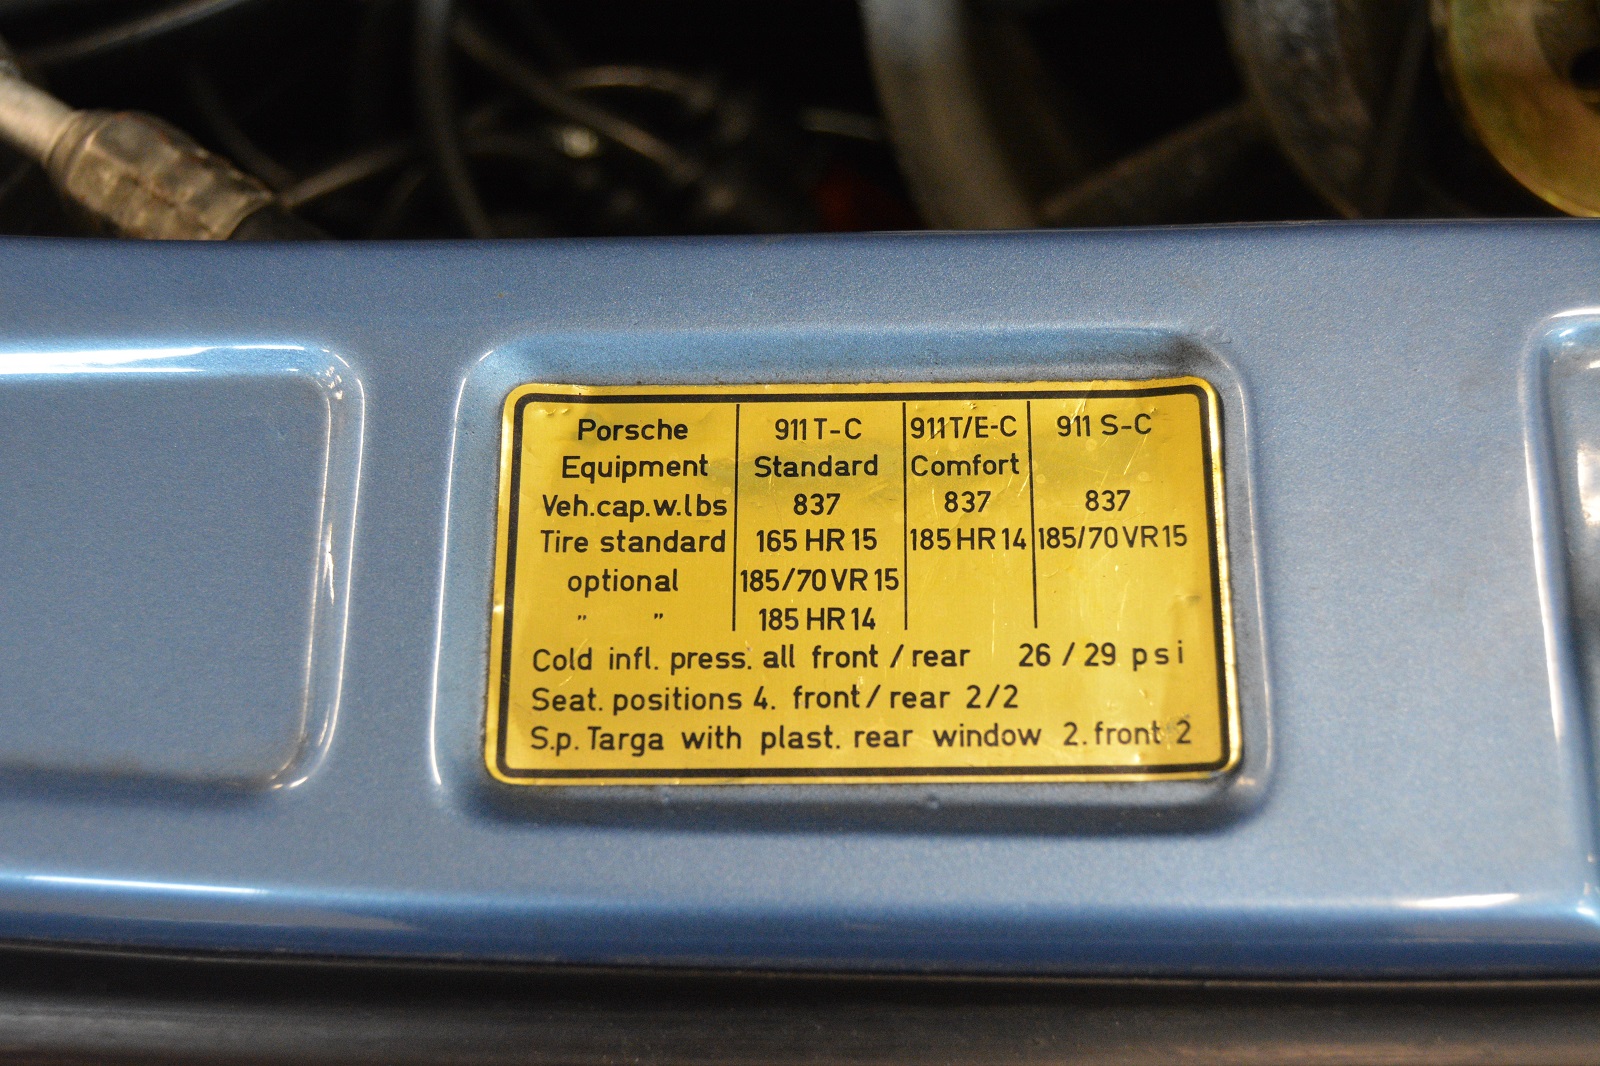 Porsche 911 T-C 911T/E-C 911 S-C
Equipment Standard Comfort
Veh.cap.w.lbs 837 837 837
Tire standard 165 HR 15 185 HR 14 185/70 VR 15
optional 185/70 VR 15
" " 185 HR 14
Cold infl. press. all front / rear 26 / 29 psi
Seat. positions 4. front / rear 2/2
S.p. Targa with plast. rear window 2. front 2